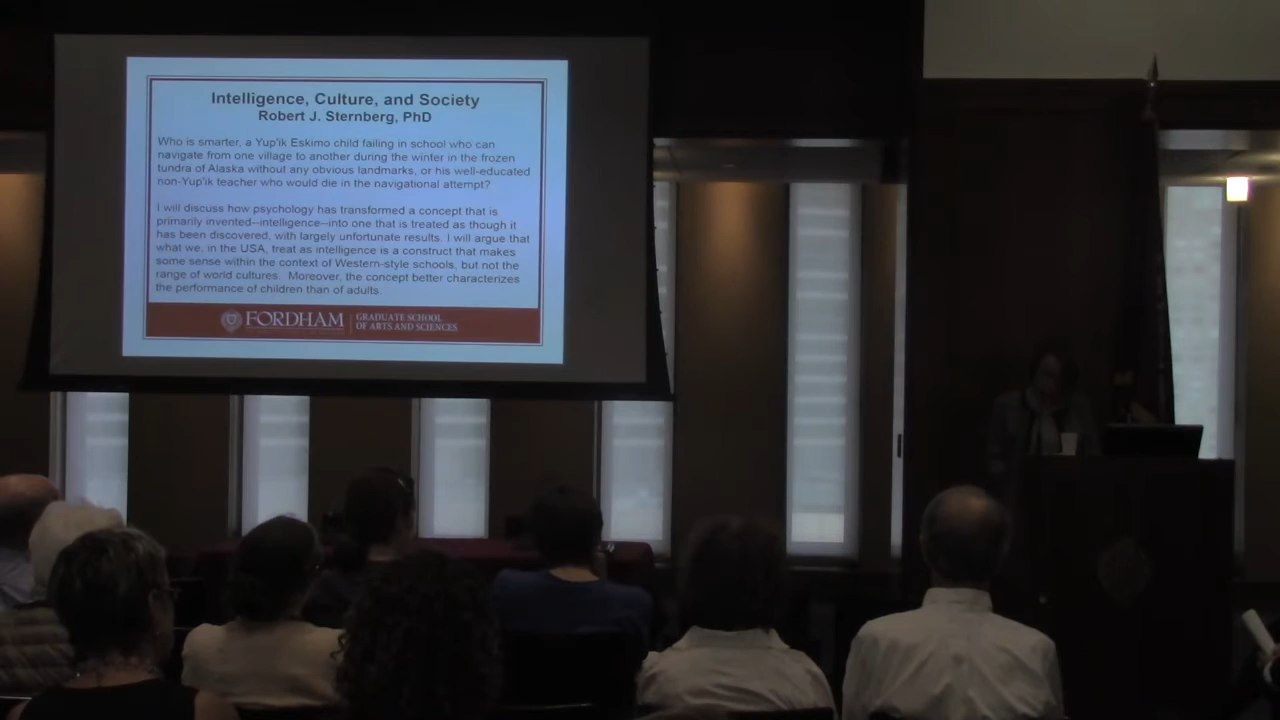 Intelligence, Culture, and Society
Robert J. Sternberg, PhD
Who is smarter, a Yup'ik Eskimo child failing in school who can
navigate from one village to another during the winter in the frozen
tundra of Alaska without any obvious landmarks, or his well-educated
non-Yup'ik teacher who would die in the navigational attempt?
I will discuss how psychology has transformed a concept that is
primarily invented--intelligence--into one that is treated as though it
has been discovered, with largely unfortunate results. I will argue that
what we, in the USA, treat as intelligence is a construct that makes
some sense within the context of Western-style schools, but not the
range of world cultures. Moreover, the concept better characterizes
the performance of children than of adults.
FORDHAM
GRADUATE SCHOOL
OF ARTS AND SCIENCES